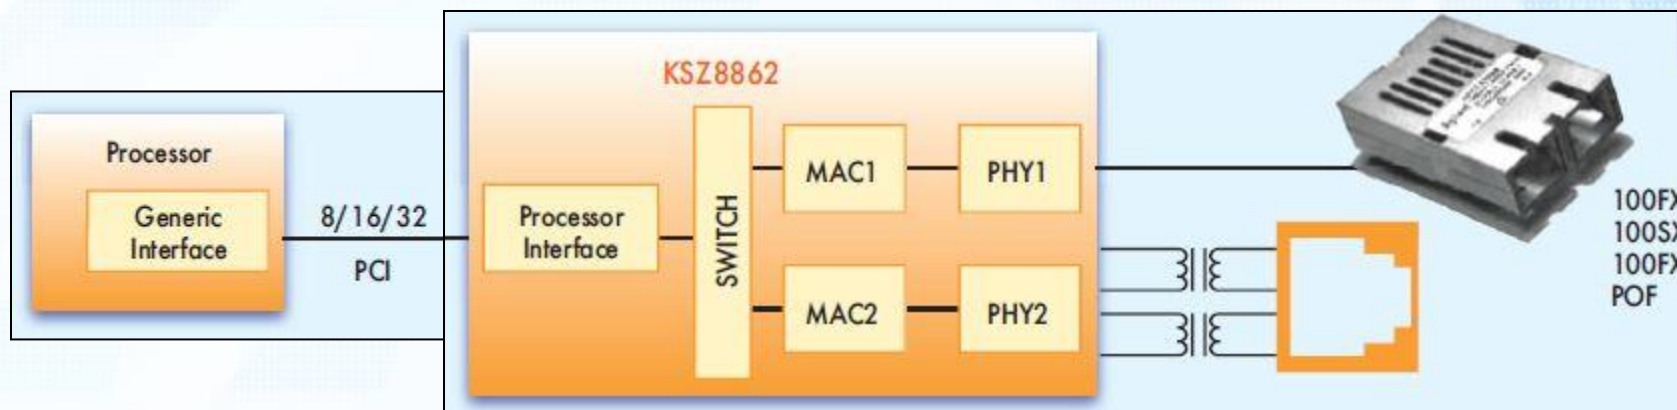 KSZ8862
Processor
Generic
Interface
8/16/32
PCI
Processor
Interface
SWITCH
MAC1
PHY1
MAC2
PHY2
100FX
100SX
100FX
POF